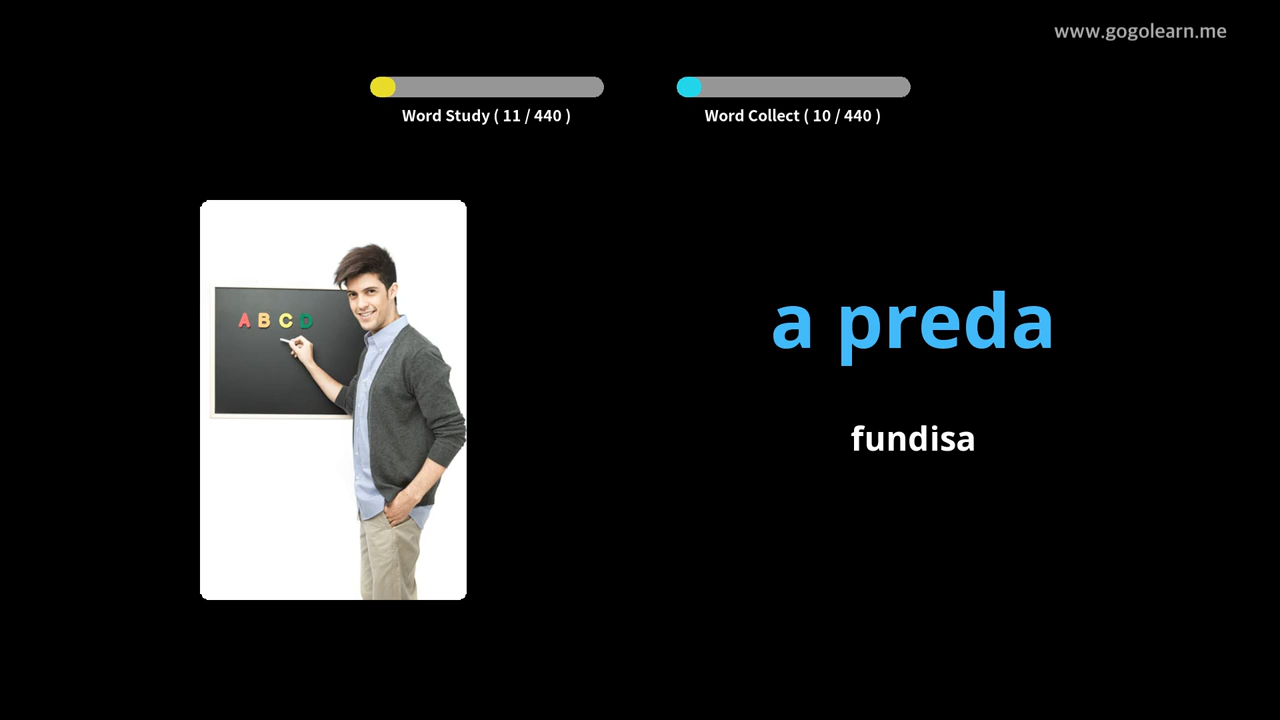 www.gogolearn.me
Word Study ( 11 / 440 )
Word Collect ( 10 / 440 )
A B C D
a preda
fundisa